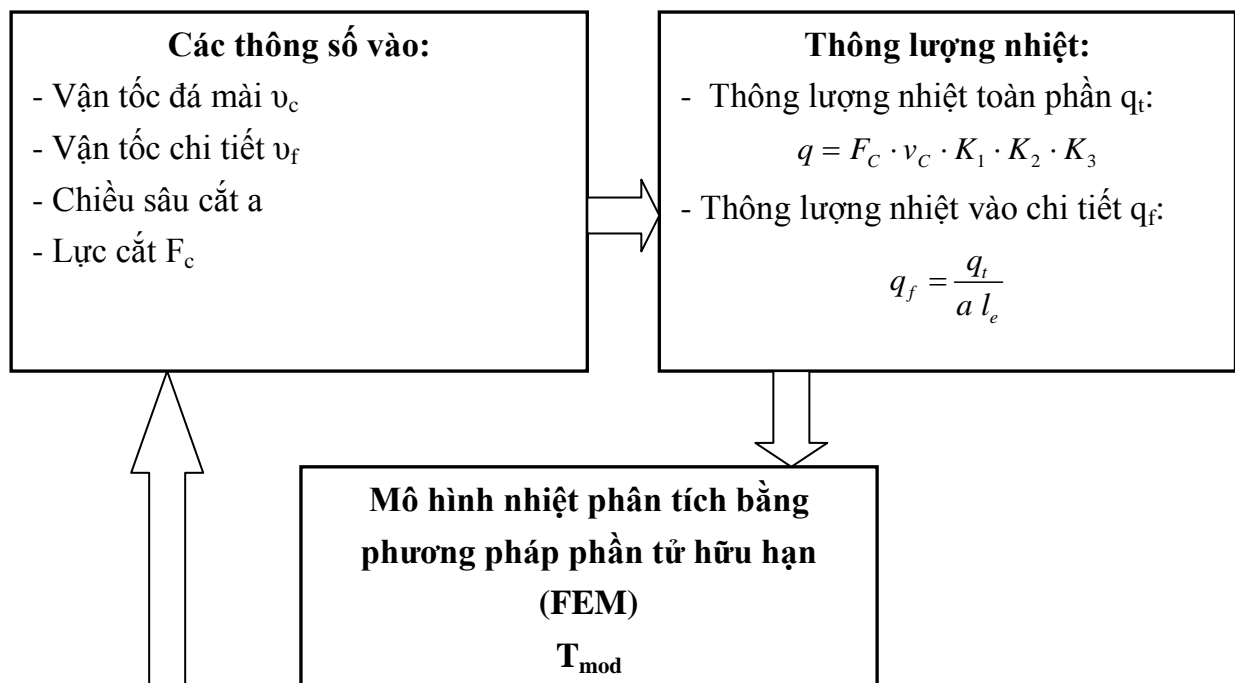 Các thông số vào:
- Vận tốc đá mài υc
- Vận tốc chi tiết υf
- Chiều sâu cắt a
- Lực cắt Fc
Thông lượng nhiệt:
- Thông lượng nhiệt toàn phần qt:
q = FC · vC · K1 · K2 · K3
- Thông lượng nhiệt vào chi tiết qf:
qf = qt / a le
Mô hình nhiệt phân tích bằng
phương pháp phần tử hữu hạn
(FEM)
Tmod